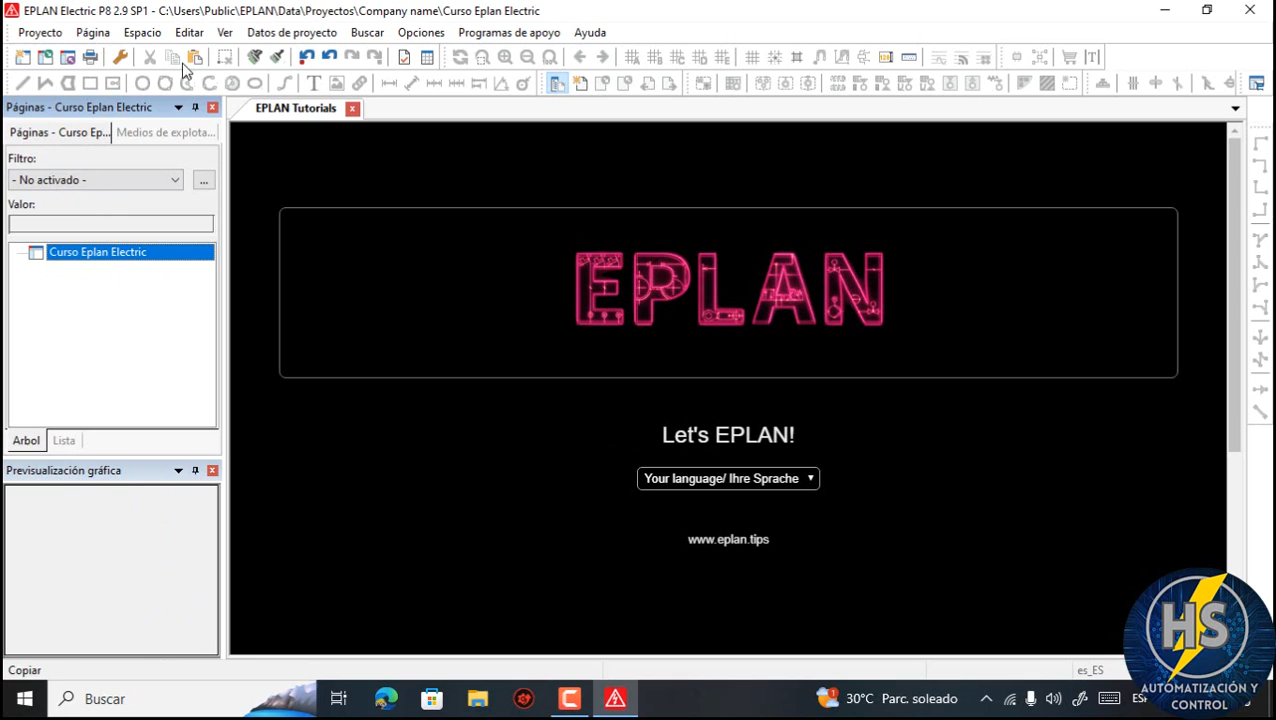 EPLAN Electric P8 2.9 SP1 - C:\Users\Public\EPLAN\Data\Proyectos\Company name\Curso Eplan Electric
Proyecto Página Espacio Editar Ver Datos de proyecto Buscar Opciones Programas de apoyo Ayuda
Páginas - Curso Eplan Electric
EPLAN Tutorials
Páginas - Curso Ep... Medios de explota...
Filtro:
- No activado - ...
Valor:
Curso Eplan Electric
EPLAN
Let's EPLAN!
Your language/ Ihre Sprache
www.eplan.tips
Arbol Lista
Previsualización gráfica
Copiar
es_ES
HS
AUTOMATIZACIÓN Y
CONTROL
Buscar
30°C Parc. soleado